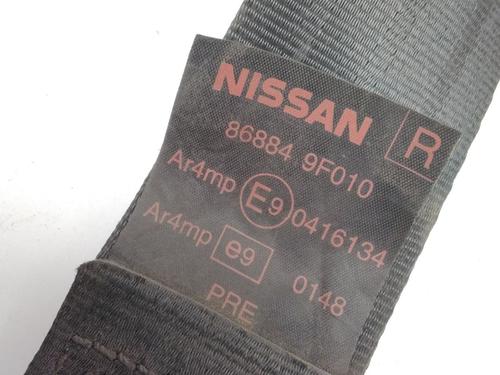 NISSAN R
86884 9F010
Ar4mp E9 0416134
Ar4mp e9 0148
PRE